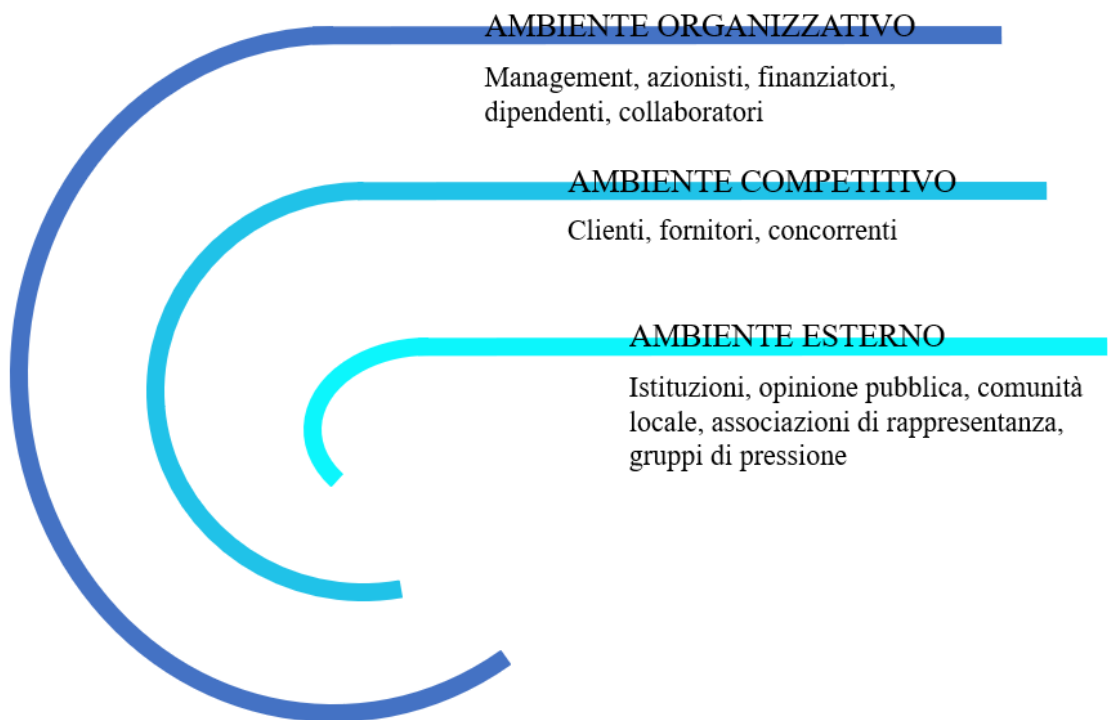 AMBIENTE ORGANIZZATIVO
Management, azionisti, finanziatori,
dipendenti, collaboratori
AMBIENTE COMPETITIVO
Clienti, fornitori, concorrenti
AMBIENTE ESTERNO
Istituzioni, opinione pubblica, comunità
locale, associazioni di rappresentanza,
gruppi di pressione